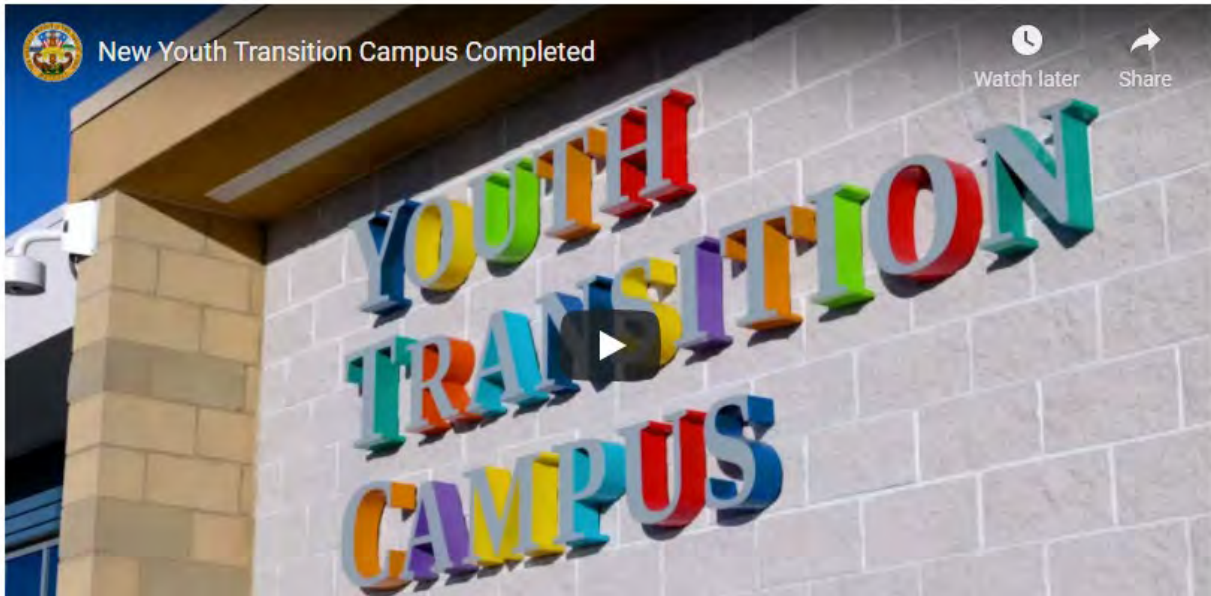 New Youth Transition Campus Completed
Watch later
Share
YOUTH
TRANSITION
CAMPUS